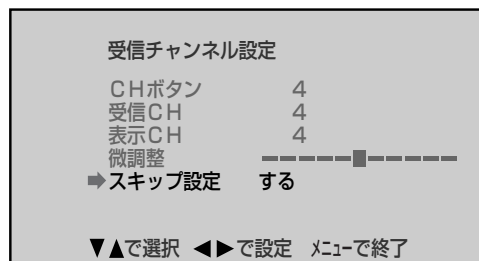 受信チャンネル設定
CHボタン 4
受信CH 4
表示CH 4
微調整
➡スキップ設定 する
▼▲で選択 ◀▶で設定 メニューで終了